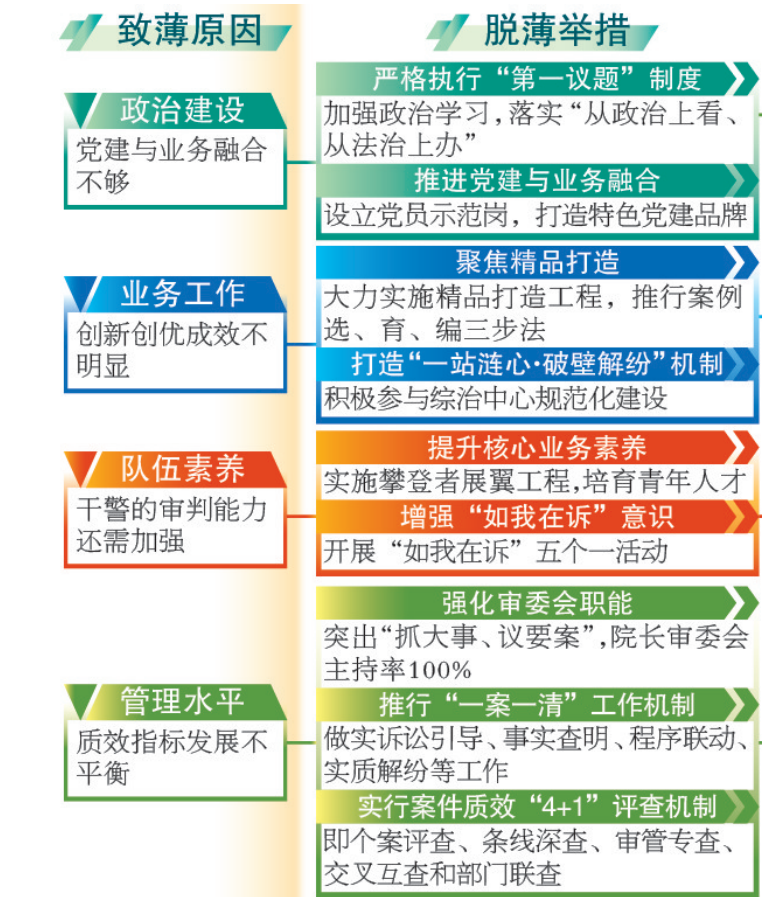 致薄原因
脱薄举措
政治建设
党建与业务融合
不够
严格执行“第一议题”制度
加强政治学习,落实“从政治上看、
从法治上办”
推进党建与业务融合
设立党员示范岗，打造特色党建品牌
业务工作
创新创优成效不
明显
聚焦精品打造
大力实施精品打造工程，推行案例
选、育、编三步法
打造“一站涟心·破壁解纷”机制
积极参与综治中心规范化建设
队伍素养
干警的审判能力
还需加强
提升核心业务素养
实施攀登者展翼工程,培育青年人才
增强“如我在诉”意识
开展“如我在诉”五个一活动
管理水平
质效指标发展不
平衡
强化审委会职能
突出“抓大事、议要案”,院长审委会
主持率100%
推行“一案一清”工作机制
做实诉讼引导、事实查明、程序联动、
实质解纷等工作
实行案件质效“4+1”评查机制
即个案评查、条线深查、审管专查、
交叉互查和部门联查